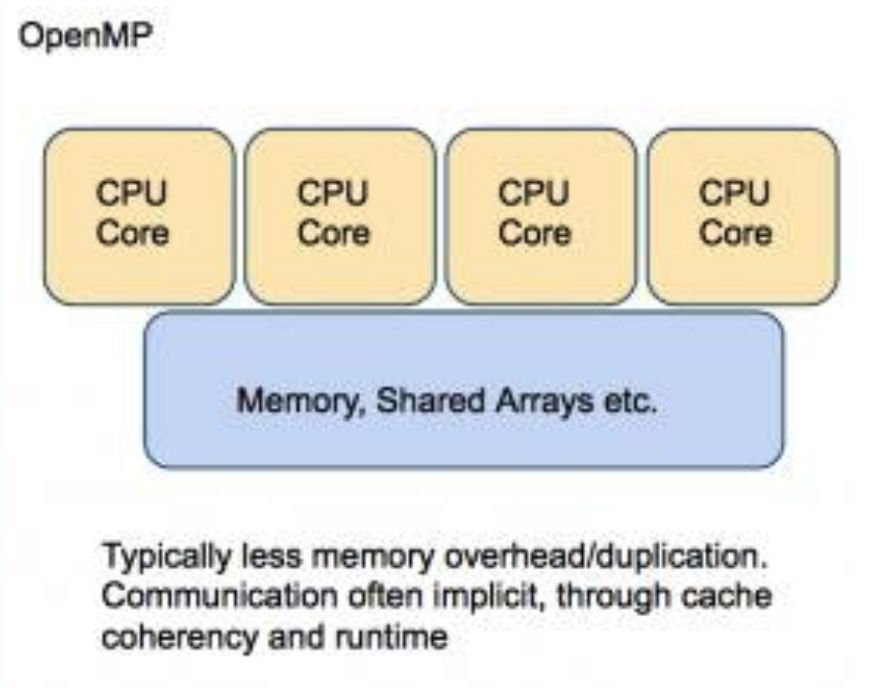 OpenMP
CPU
Core
CPU
Core
CPU
Core
CPU
Core
Memory, Shared Arrays etc.
Typically less memory overhead/duplication.
Communication often implicit, through cache
coherency and runtime